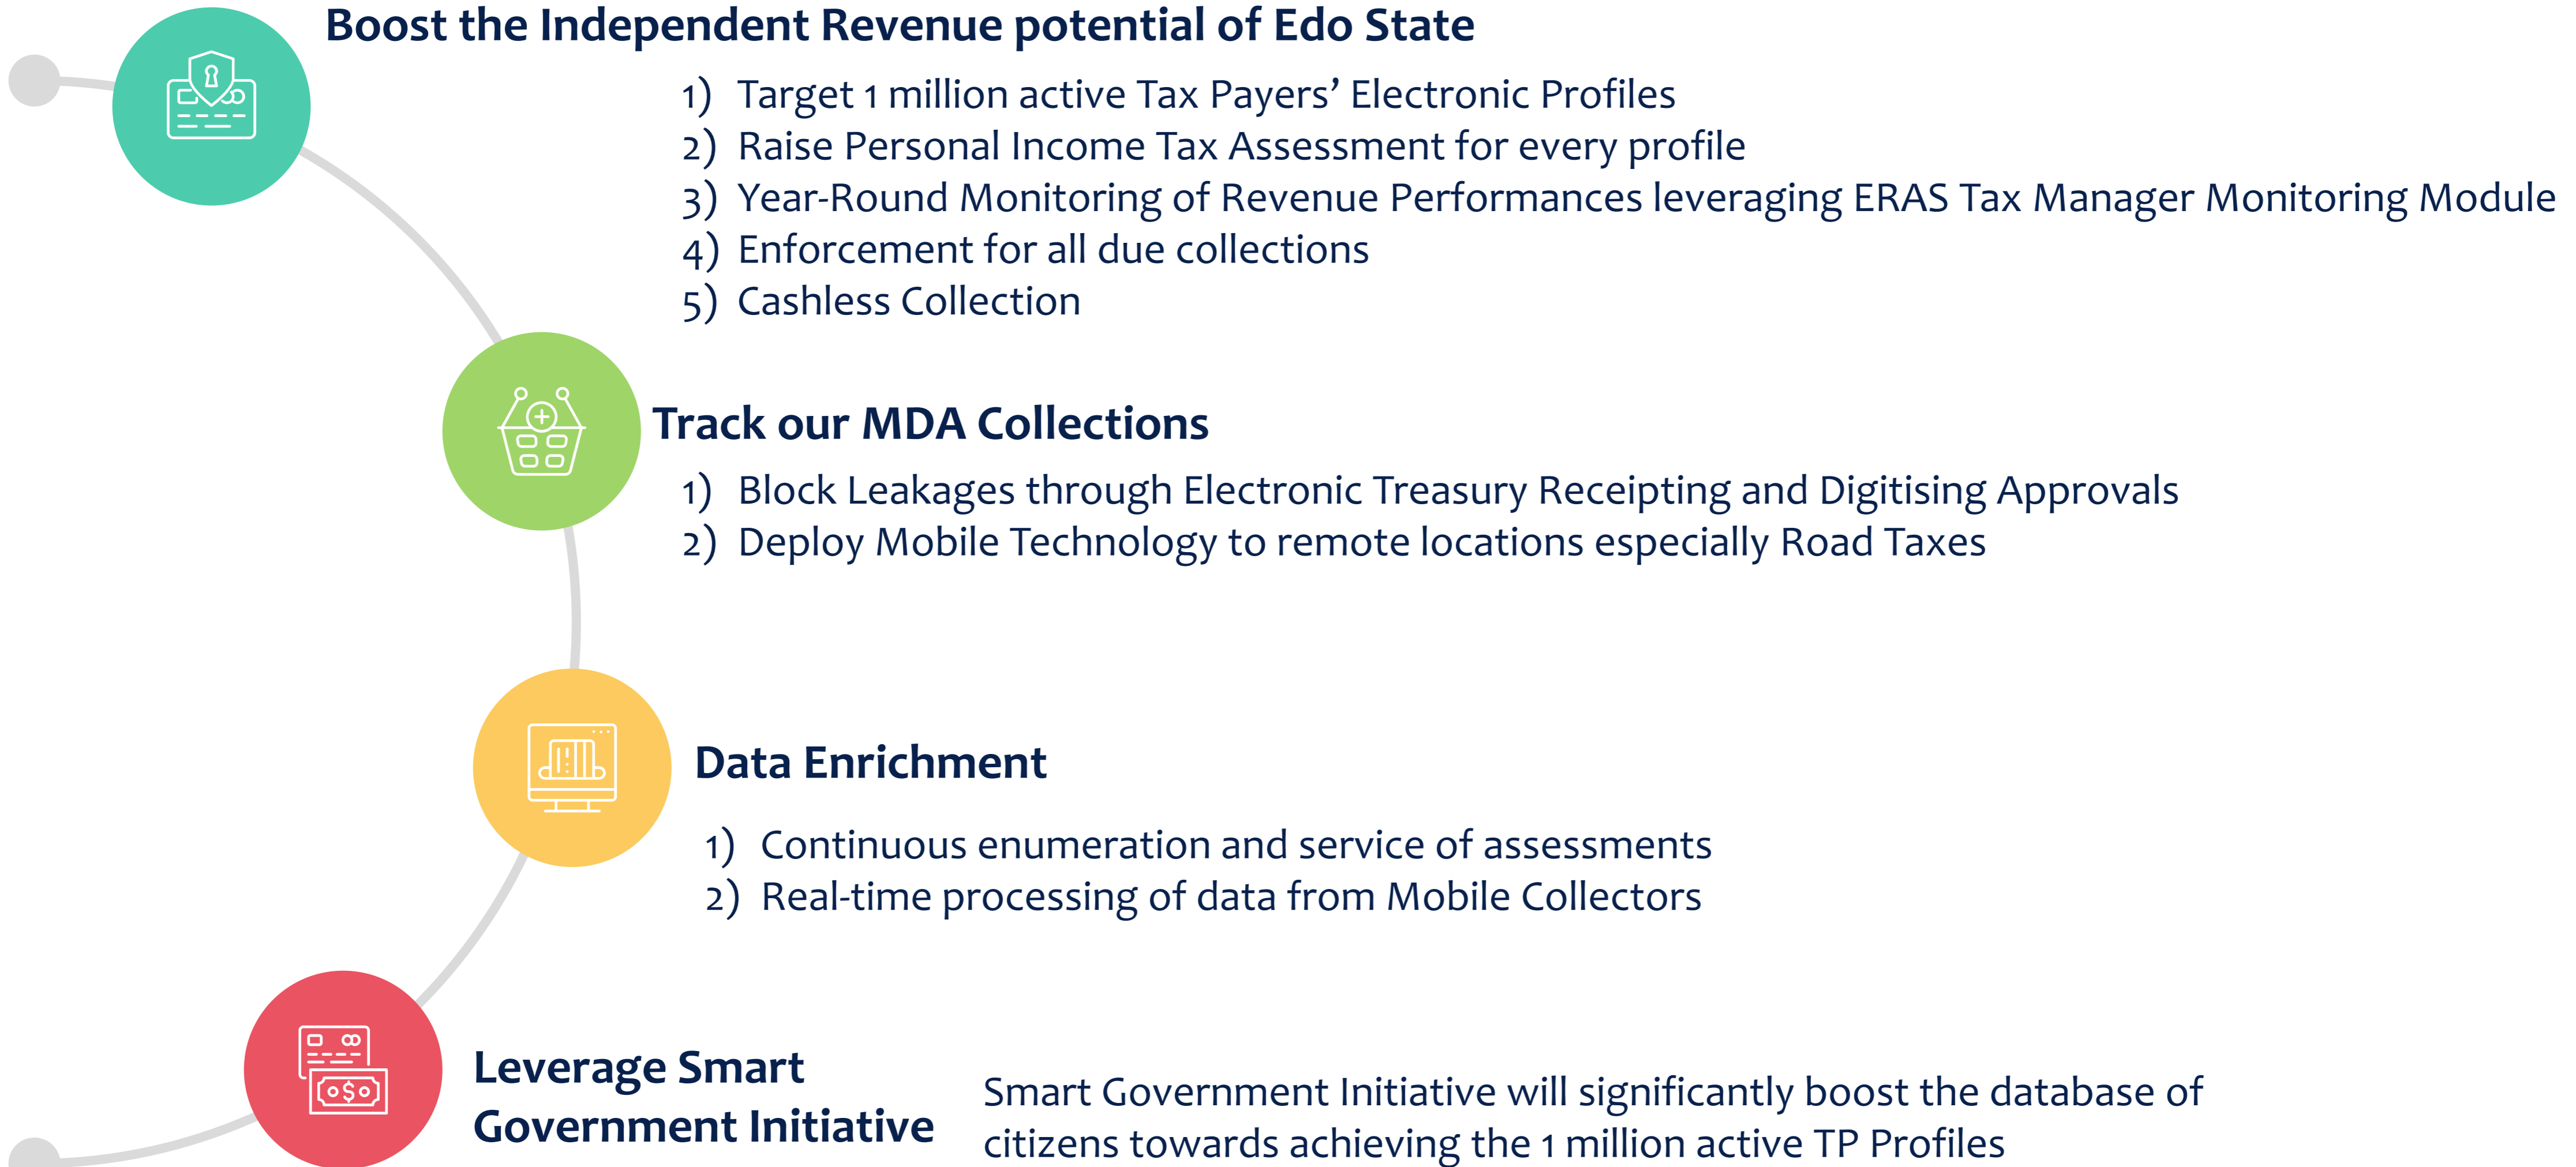 Boost the Independent Revenue potential of Edo State
1) Target 1 million active Tax Payers’ Electronic Profiles
2) Raise Personal Income Tax Assessment for every profile
3) Year-Round Monitoring of Revenue Performances leveraging ERAS Tax Manager Monitoring Module
4) Enforcement for all due collections
5) Cashless Collection
Track our MDA Collections
1) Block Leakages through Electronic Treasury Receipting and Digitising Approvals
2) Deploy Mobile Technology to remote locations especially Road Taxes
Data Enrichment
1) Continuous enumeration and service of assessments
2) Real-time processing of data from Mobile Collectors
Leverage Smart
Government Initiative
Smart Government Initiative will significantly boost the database of
citizens towards achieving the 1 million active TP Profiles